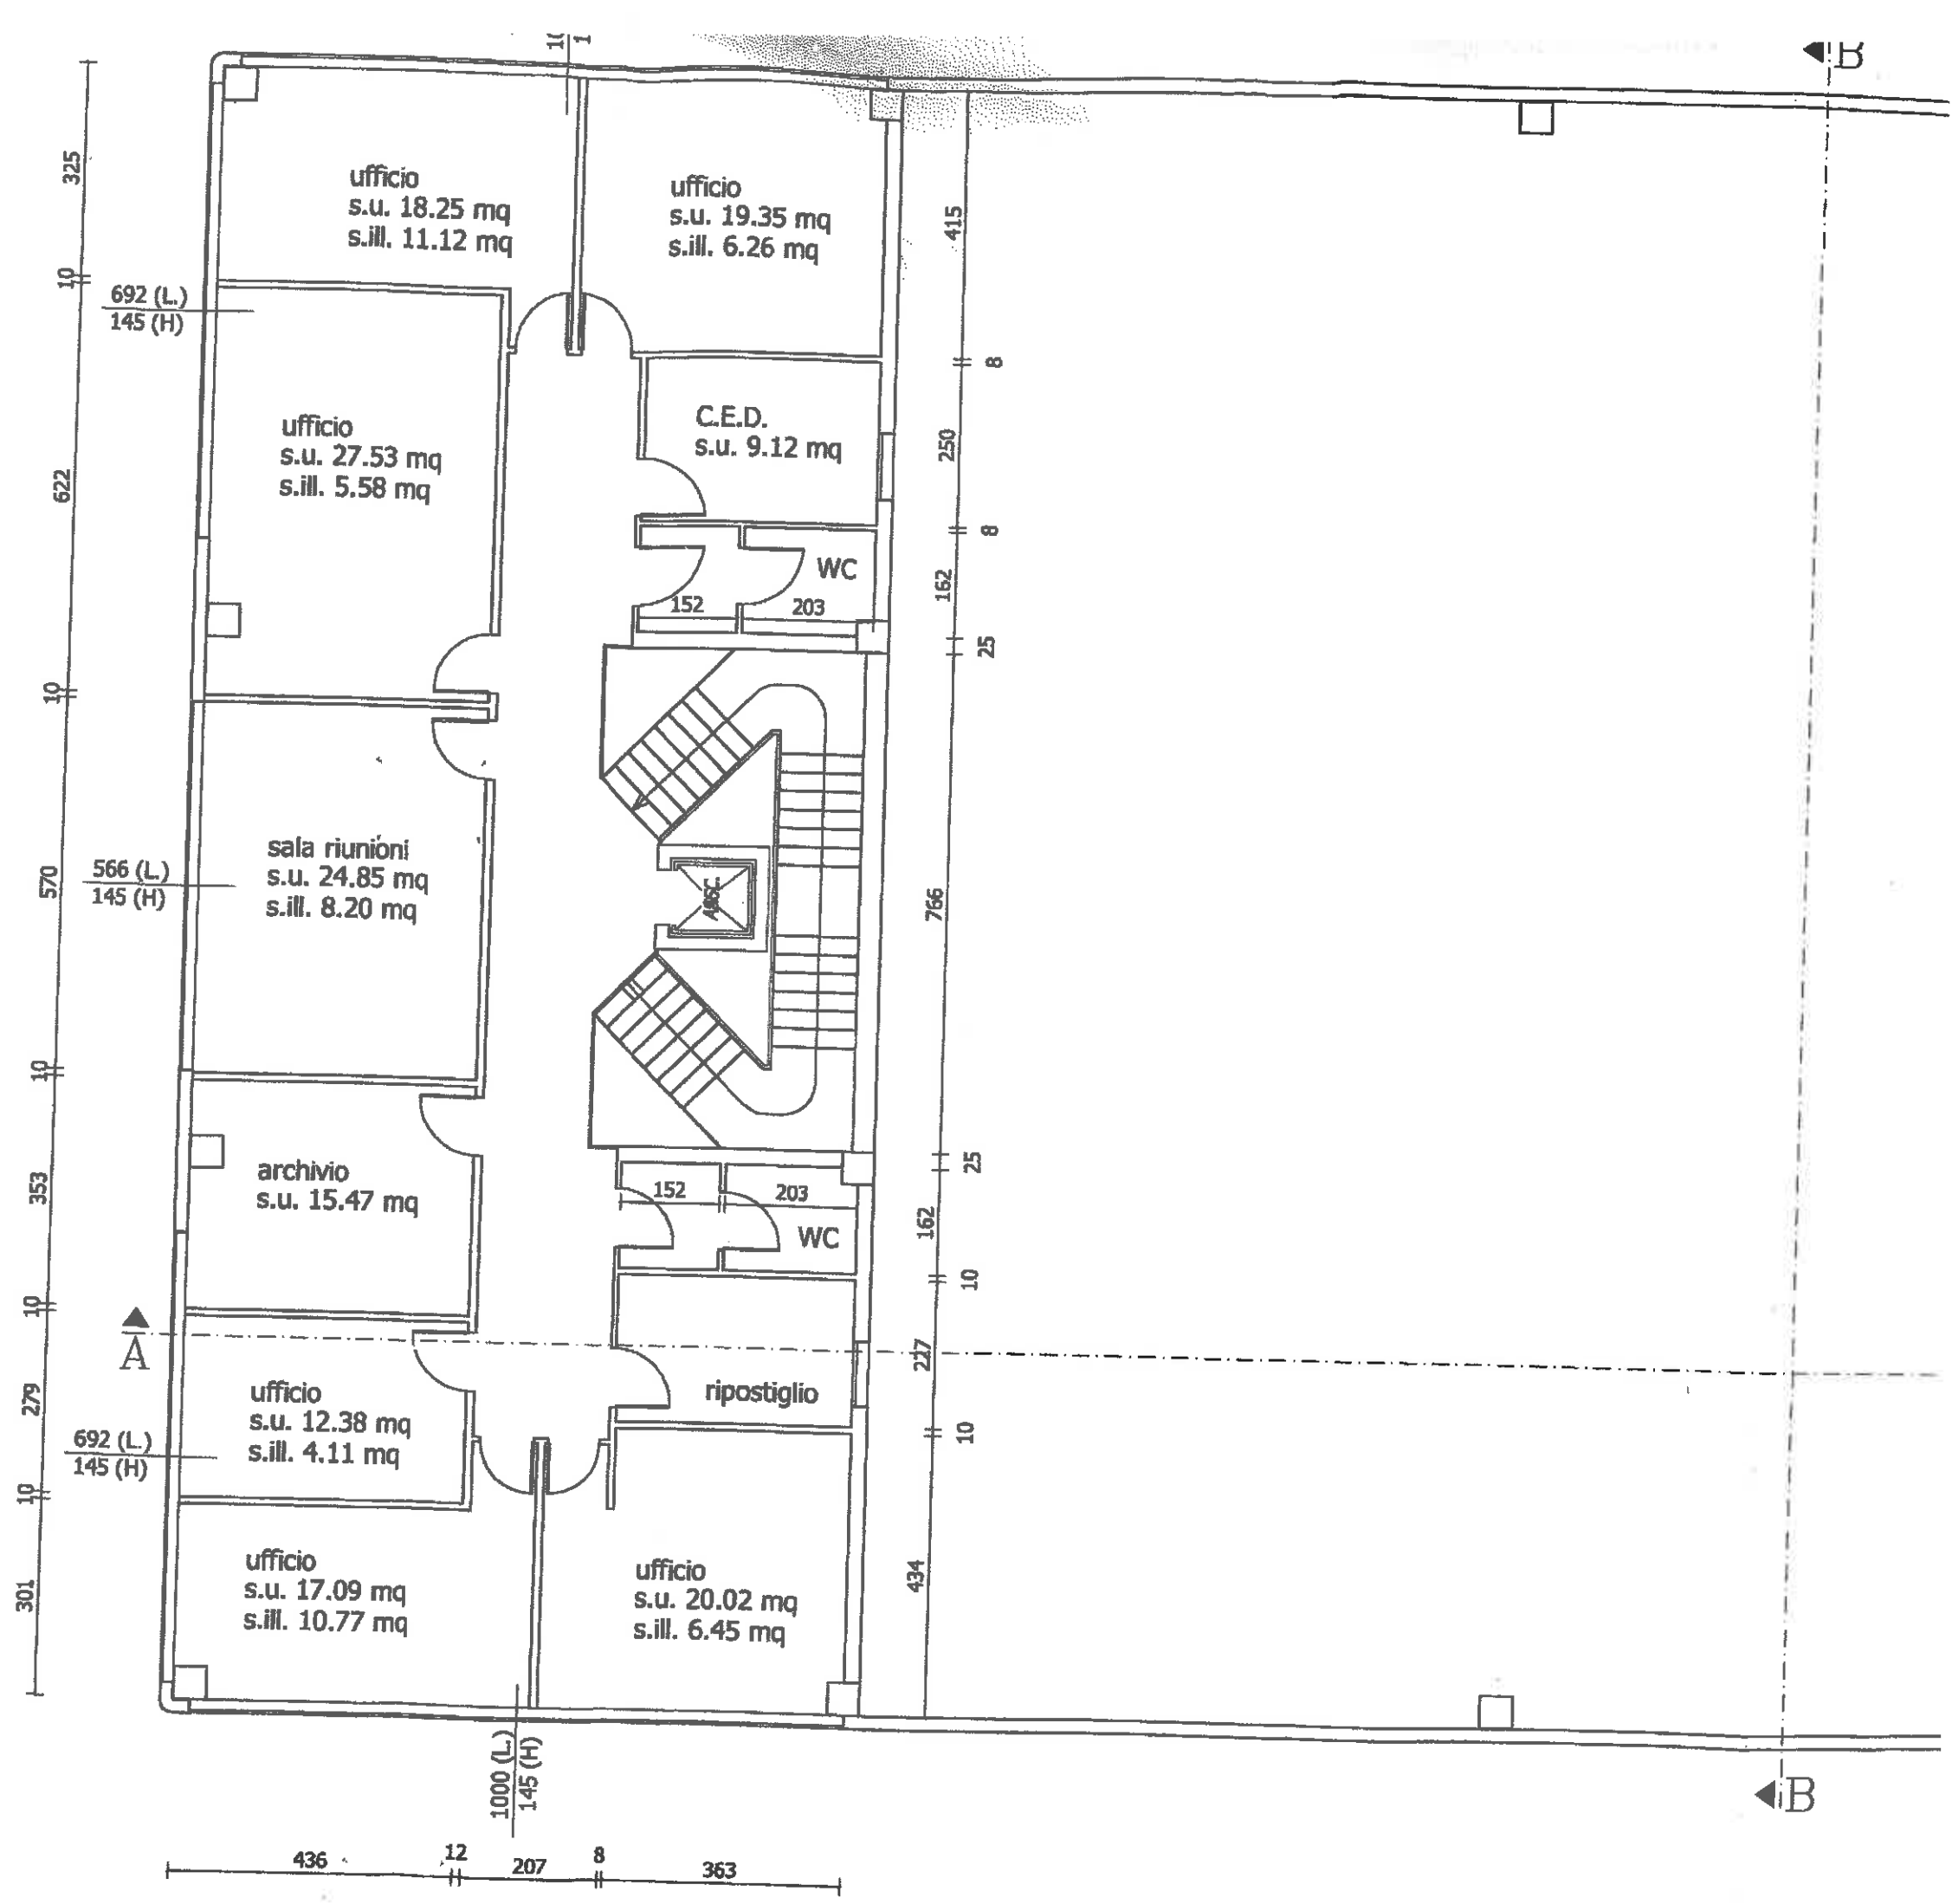 B
ufficio
s.u. 18.25 mq
s.ill. 11.12 mq
ufficio
s.u. 19.35 mq
s.ill. 6.26 mq
325
10
692 (L.)
145 (H)
415
8
ufficio
s.u. 27.53 mq
s.ill. 5.58 mq
C.E.D.
s.u. 9.12 mq
622
250
8
WC
152
203
162
25
10
sala riunioni
s.u. 24.85 mq
s.ill. 8.20 mq
566 (L.)
145 (H)
570
ASC.
766
10
archivio
s.u. 15.47 mq
353
25
152
203
WC
162
10
10
A
227
ripostiglio
ufficio
s.u. 12.38 mq
s.ill. 4.11 mq
279
692 (L.)
145 (H)
10
10
ufficio
s.u. 17.09 mq
s.ill. 10.77 mq
ufficio
s.u. 20.02 mq
s.ill. 6.45 mq
301
434
1000 (L.)
145 (H)
B
436
12
207
8
363